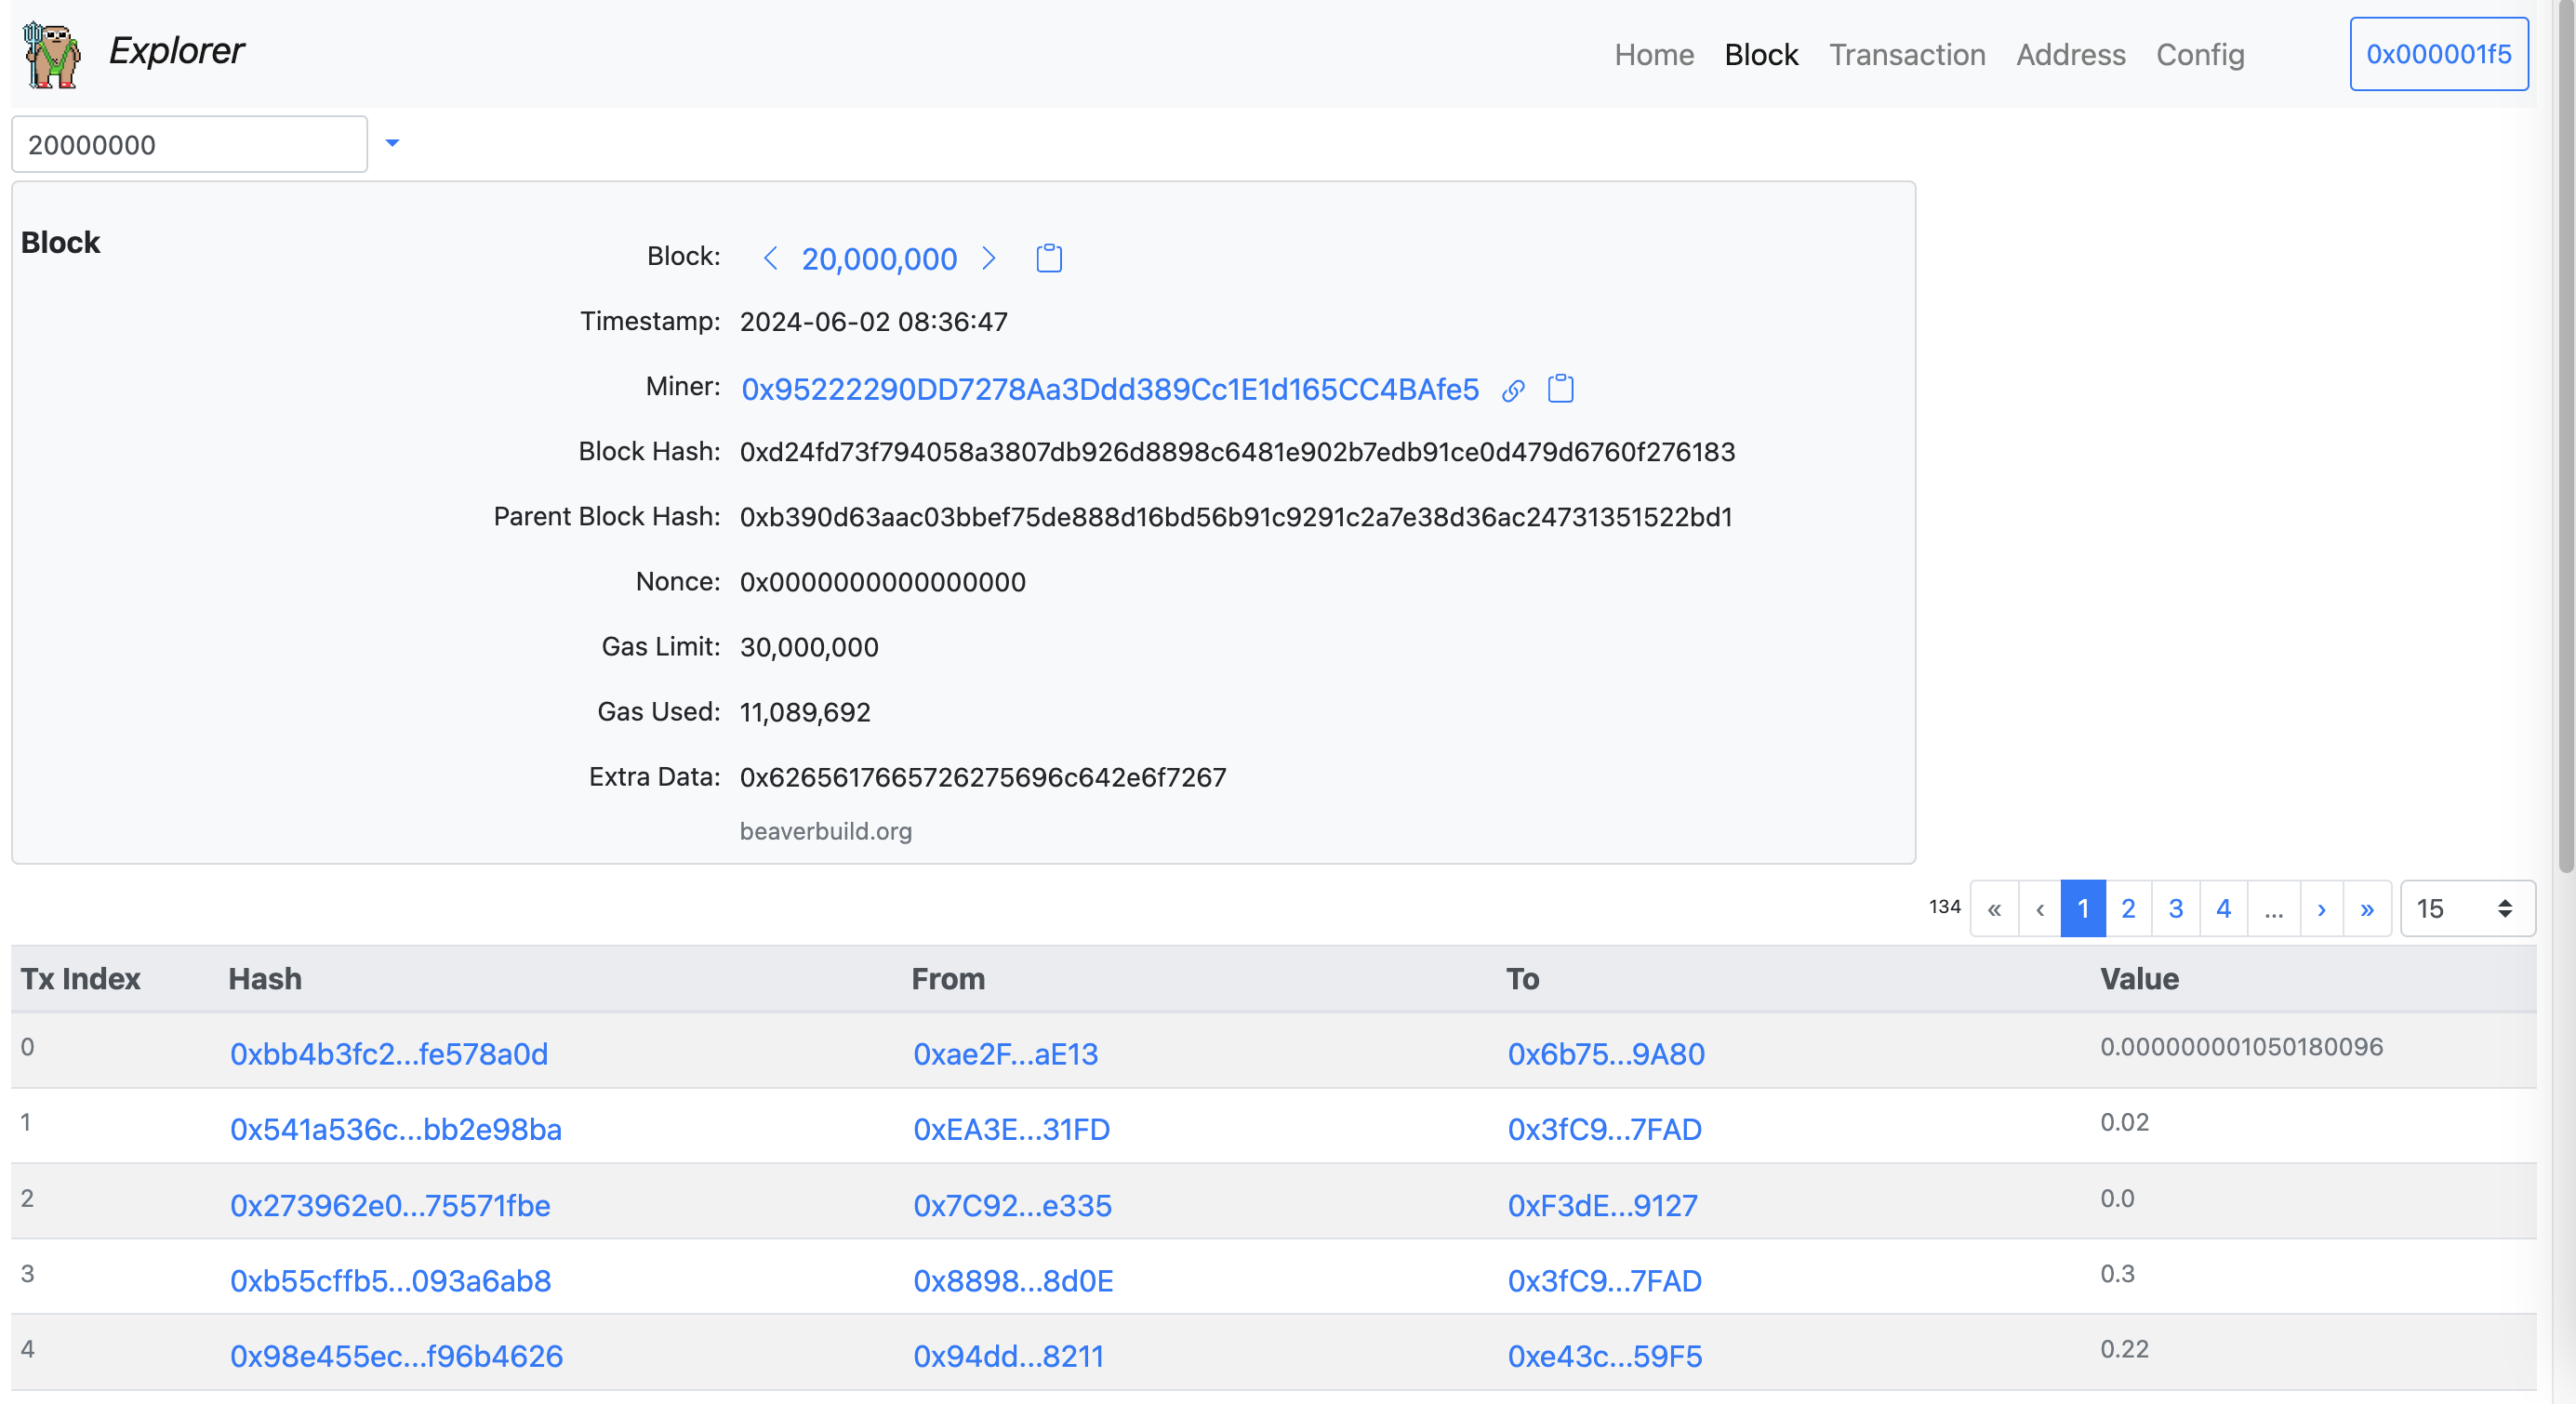 Explorer
Home Block Transaction Address Config 0x000001f5
20000000
Block
Block: 20,000,000
Timestamp: 2024-06-02 08:36:47
Miner: 0x95222290DD7278Aa3Ddd389Cc1E1d165CC4BAfe5
Block Hash: 0xd24fd73f794058a3807db926d8898c6481e902b7edb91ce0d479d6760f276183
Parent Block Hash: 0xb390d63aac03bbef75de888d16bd56b91c9291c2a7e38d36ac24731351522bd1
Nonce: 0x0000000000000000
Gas Limit: 30,000,000
Gas Used: 11,089,692
Extra Data: 0x6265617665726275696c642e6f7267
beaverbuild.org
134 « ‹ 1 2 3 4 ... › » 15
Tx Index Hash From To Value
0 0xbb4b3fc2...fe578a0d 0xae2F...aE13 0x6b75...9A80 0.000000001050180096
1 0x541a536c...bb2e98ba 0xEA3E...31FD 0x3fC9...7FAD 0.02
2 0x273962e0...75571fbe 0x7C92...e335 0xF3dE...9127 0.0
3 0xb55cffb5...093a6ab8 0x8898...8d0E 0x3fC9...7FAD 0.3
4 0x98e455ec...f96b4626 0x94dd...8211 0xe43c...59F5 0.22